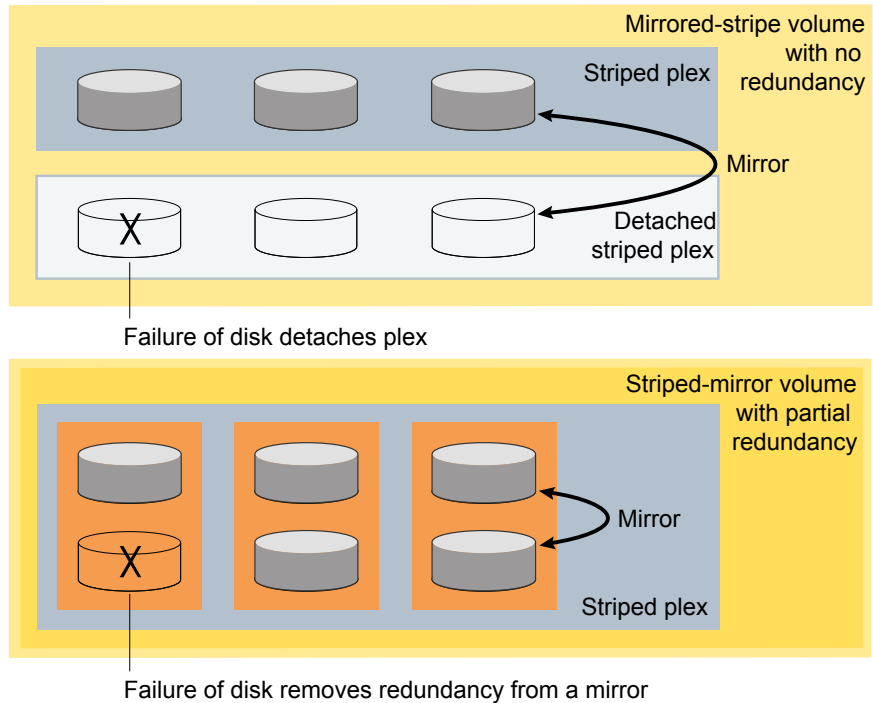 Mirrored-stripe volume
with no
redundancy
Striped plex
Mirror
Detached
striped plex
X
Failure of disk detaches plex
Striped-mirror volume
with partial
redundancy
Mirror
X
Striped plex
Failure of disk removes redundancy from a mirror